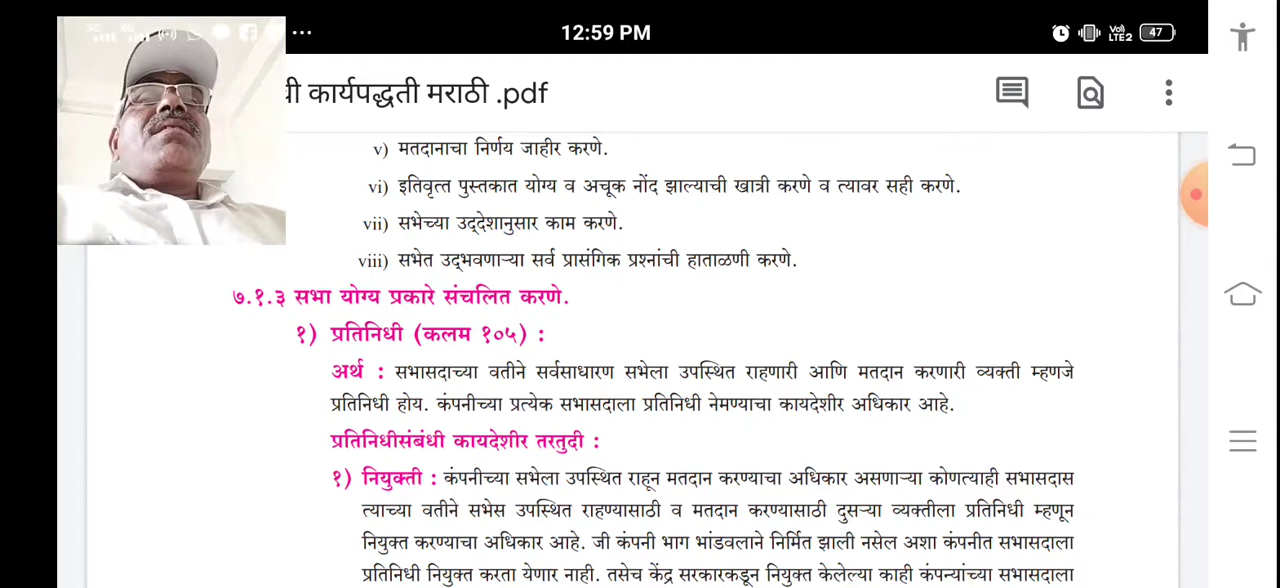 12:59 PM
VoD LTE2 47
ची कार्यपद्धती मराठी .pdf
v) मतदानाचा निर्णय जाहीर करणे.
vi) इतिवृत्त पुस्तकात योग्य व अचूक नोंद झाल्याची खात्री करणे व त्यावर सही करणे.
vii) सभेच्या उद्देशानुसार काम करणे.
viii) सभेत उद्भवणाऱ्या सर्व प्रासंगिक प्रश्नांची हाताळणी करणे.
७.१.३ सभा योग्य प्रकारे संचलित करणे.
१) प्रतिनिधी (कलम १०५) :
अर्थ : सभासदाच्या वतीने सर्वसाधारण सभेला उपस्थित राहणारी आणि मतदान करणारी व्यक्ती म्हणजे
प्रतिनिधी होय. कंपनीच्या प्रत्येक सभासदाला प्रतिनिधी नेमण्याचा कायदेशीर अधिकार आहे.
प्रतिनिधीसंबंधी कायदेशीर तरतुदी :
१) नियुक्ती : कंपनीच्या सभेला उपस्थित राहून मतदान करण्याचा अधिकार असणाऱ्या कोणत्याही सभासदास
त्याच्या वतीने सभेस उपस्थित राहण्यासाठी व मतदान करण्यासाठी दुसऱ्या व्यक्तीला प्रतिनिधी म्हणून
नियुक्त करण्याचा अधिकार आहे. जी कंपनी भाग भांडवलाने निर्मित झाली नसेल अशा कंपनीत सभासदाला
प्रतिनिधी नियुक्त करता येणार नाही. तसेच केंद्र सरकारकडून नियुक्त केलेल्या काही कंपन्यांच्या सभासदाला